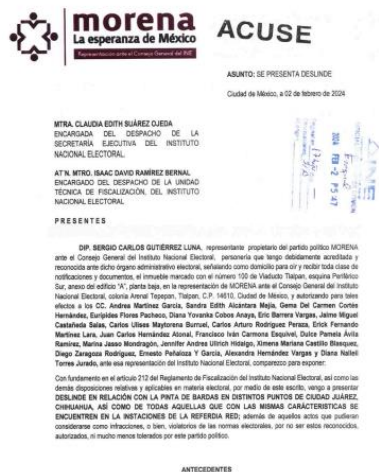 morena
La esperanza de México
Representación ante el Consejo General del INE
ACUSE
ASUNTO: SE PRESENTA DESLINDE
Ciudad de México, a 02 de febrero de 2024
MTRA. CLAUDIA EDITH SUÁREZ OJEDA
ENCARGADA DEL DESPACHO DE LA
SECRETARÍA EJECUTIVA DEL INSTITUTO
NACIONAL ELECTORAL.
AT N. MTRO. ISAAC DAVID RAMÍREZ BERNAL
ENCARGADO DEL DESPACHO DE LA UNIDAD
TÉCNICA DE FISCALIZACIÓN, DEL INSTITUTO
NACIONAL ELECTORAL
2024 FEB -2 PM 5:47
P R E S E N T E S
DIP. SERGIO CARLOS GUTIÉRREZ LUNA, representante propietario del partido político MORENA
ante el Consejo General del Instituto Nacional Electoral, personería que tengo debidamente acreditada y
reconocida ante dicho órgano administrativo electoral, señalando como domicilio para oír y recibir toda clase de
notificaciones y documentos, el inmueble marcado con el número 100 de Viaducto Tlalpan, esquina Periférico
Sur, anexo del edificio "A", planta baja, en la representación de MORENA ante el Consejo General del Instituto
Nacional Electoral, colonia Arenal Tepepan, Tlalpan, C.P. 14610, Ciudad de México, y autorizando para tales
efectos a los CC. Andrea Martínez García, Sandra Edith Alcántara Mejía, Gema Del Carmen Cortés
Hernández, Eurípides Flores Pacheco, Diana Yovanka Cobos Anaya, Eric Barrera Vargas, Jaime Miguel
Castañeda Salas, Carlos Ulises Maytorena Burruel, Carlos Arturo Rodríguez Peraza, Erick Fernando
Martínez Lara, Juan Carlos Hernández Atonal, Francisco Iván Carmona Esquivel, Dulce Pamela Ávila
Ramírez, Marina Jasso Mondragón, Jennifer Andrea Ullrich Hidalgo, Ximena Mariana Castillo Blasquez,
Diego Zaragoza Rodríguez, Ernesto Peñaloza Y García, Alexandra Hernández Vargas y Diana Nalleli
Torres Jurado, ante esa representación del Instituto Nacional Electoral, comparezco para exponer:
Con fundamento en el artículo 212 del Reglamento de Fiscalización del Instituto Nacional Electoral, así como las
demás disposiciones relativas y aplicables en materia electoral, por medio de este escrito, vengo a presentar
DESLINDE EN RELACIÓN CON LA PINTA DE BARDAS EN DISTINTOS PUNTOS DE CIUDAD JUÁREZ,
CHIHUAHUA, ASÍ COMO DE TODAS AQUELLAS QUE CON LAS MISMAS CARACTERÍSTICAS SE
ENCUENTREN EN LA INSTACIONES DE LA REFERDIA RED; además de aquellos actos que pudieran
considerarse como infracciones, o bien, violatorios de las normas electorales, por no ser estos reconocidos,
autorizados, ni mucho menos tolerados por este partido político.
ANTECEDENTES